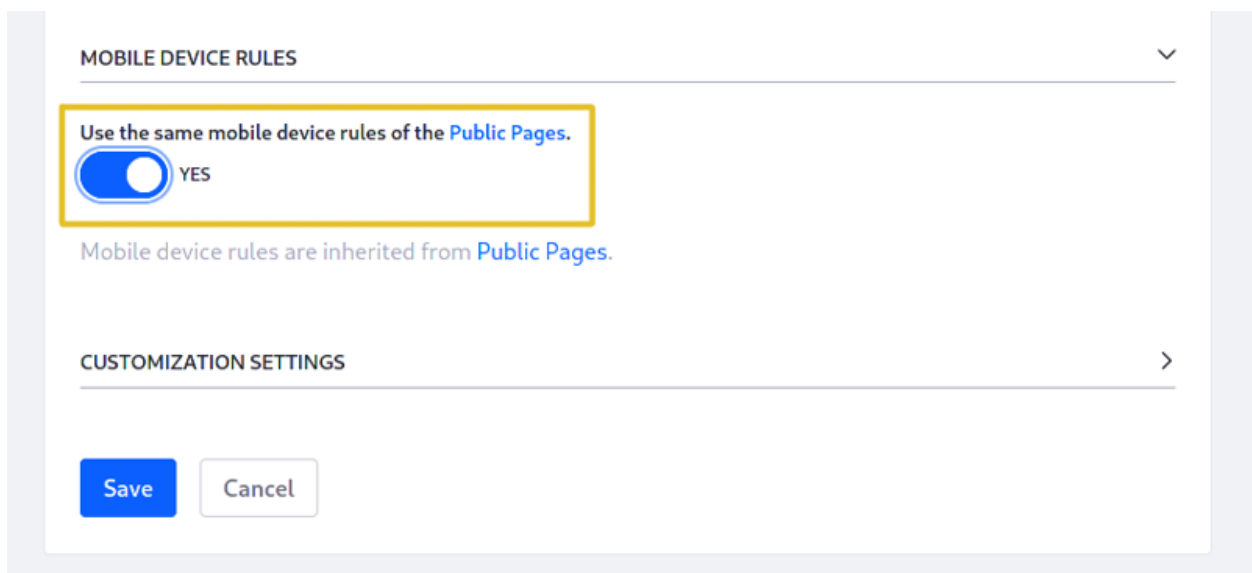 MOBILE DEVICE RULES
Use the same mobile device rules of the Public Pages.
YES
Mobile device rules are inherited from Public Pages.
CUSTOMIZATION SETTINGS
Save Cancel